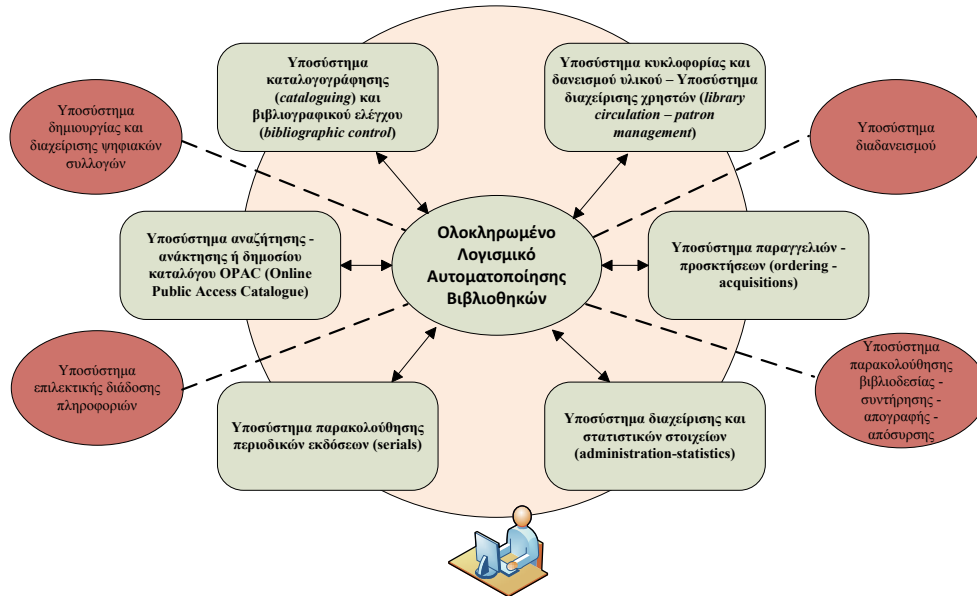 Υποσύστημα
καταλογογράφησης
(cataloguing) και
βιβλιογραφικού ελέγχου
(bibliographic control)
Υποσύστημα κυκλοφορίας και
δανεισμού υλικού – Υποσύστημα
διαχείρισης χρηστών (library
circulation – patron
management)
Υποσύστημα
δημιουργίας και
διαχείρισης ψηφιακών
συλλογών
Υποσύστημα
διαδανεισμού
Υποσύστημα αναζήτησης -
ανάκτησης ή δημοσίου
καταλόγου OPAC (Online
Public Access Catalogue)
Ολοκληρωμένο
Λογισμικό
Αυτοματοποίησης
Βιβλιοθηκών
Υποσύστημα παραγγελιών -
προσκτήσεων (ordering -
acquisitions)
Υποσύστημα
επιλεκτικής διάδοσης
πληροφοριών
Υποσύστημα
παρακολούθησης
βιβλιοδεσίας -
συντήρησης -
απογραφής -
απόσυρσης
Υποσύστημα παρακολούθησης
περιοδικών εκδόσεων (serials)
Υποσύστημα διαχείρισης και
στατιστικών στοιχείων
(administration-statistics)